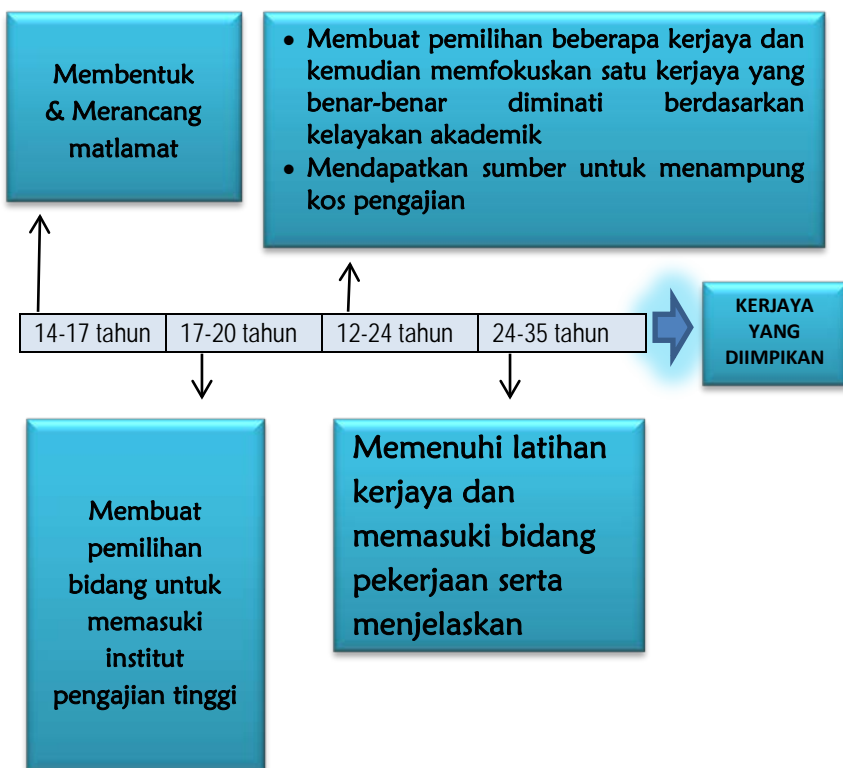 Membentuk
& Merancang
matlamat
• Membuat pemilihan beberapa kerjaya dan
kemudian memfokuskan satu kerjaya yang
benar-benar diminati berdasarkan
kelayakan akademik
• Mendapatkan sumber untuk menampung
kos pengajian
14-17 tahun 17-20 tahun 12-24 tahun 24-35 tahun
KERJAYA
YANG
DIIMPIKAN
Membuat
pemilihan
bidang untuk
memasuki
institut
pengajian tinggi
Memenuhi latihan
kerjaya dan
memasuki bidang
pekerjaan serta
menjelaskan